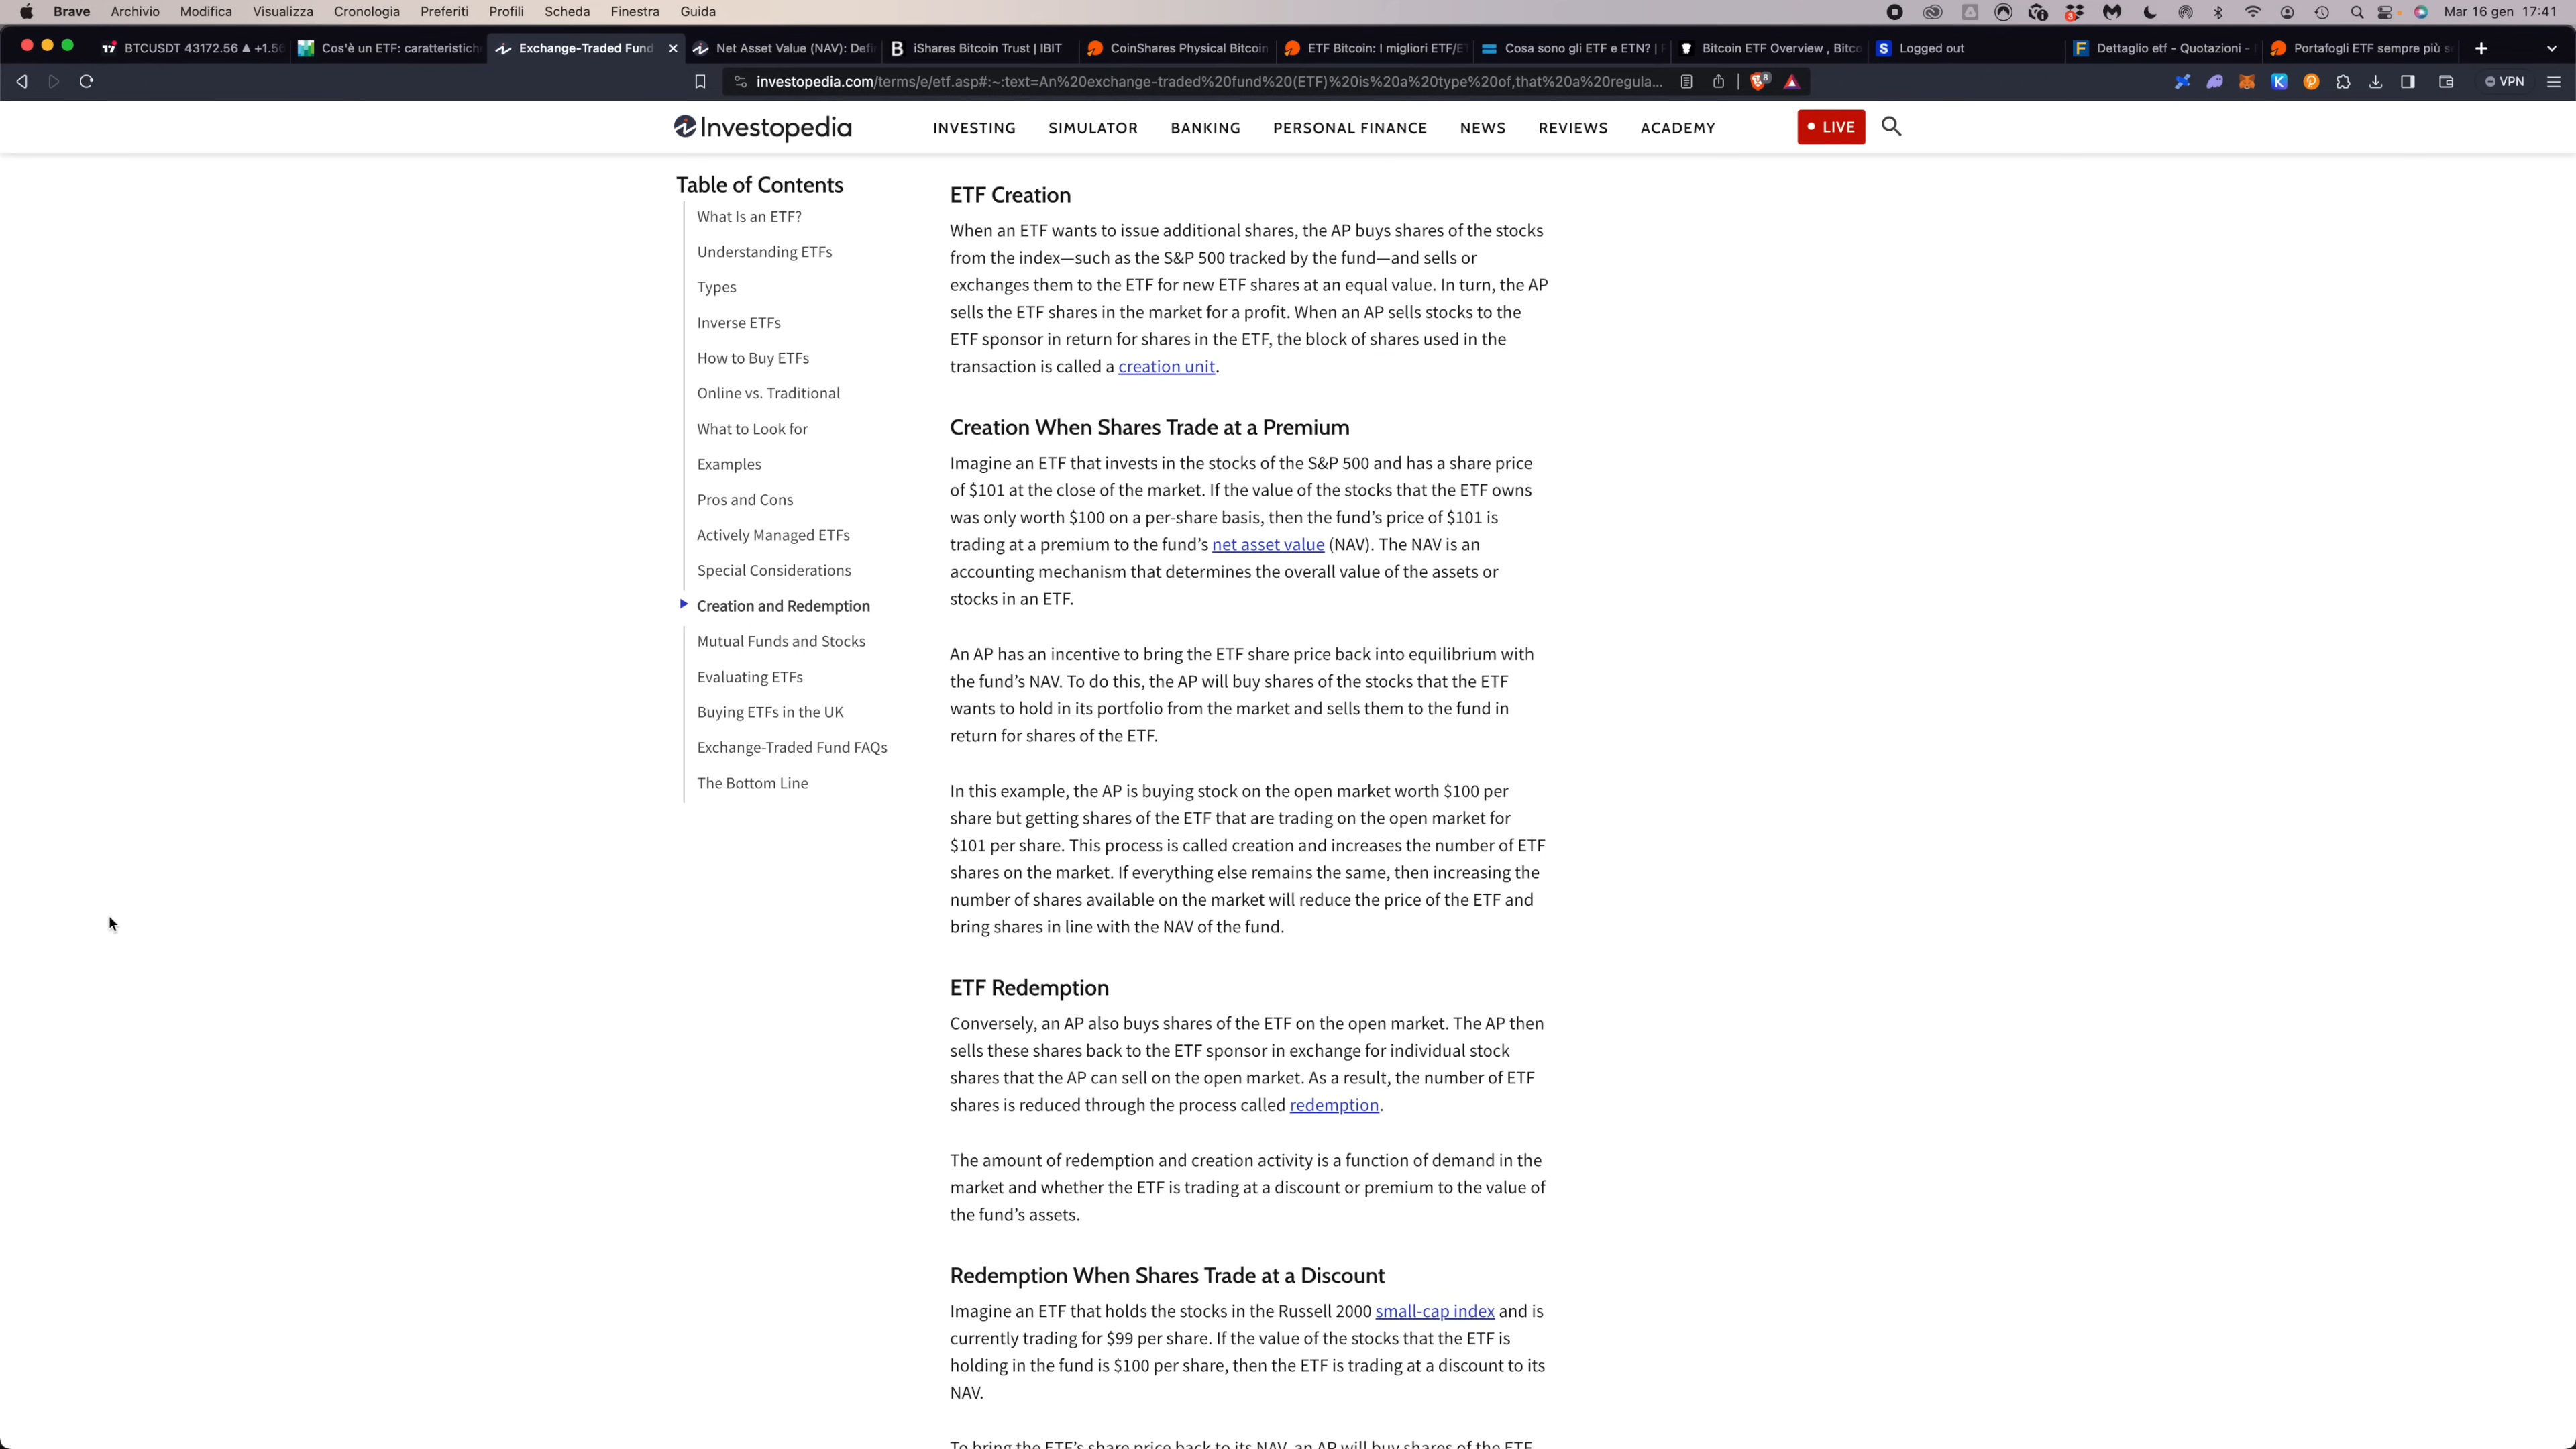 Brave Archivio Modifica Visualizza Cronologia Preferiti Profili Scheda Finestra Guida Mar 16 gen 17:41
BTCUSDT 43172.56 ▲ +1.56 Cos'è un ETF: caratteristiche Exchange-Traded Fund Net Asset Value (NAV): Defi iShares Bitcoin Trust | IBIT CoinShares Physical Bitcoin ETF Bitcoin: I migliori ETF/E Cosa sono gli ETF e ETN? | Bitcoin ETF Overview , Bitco Logged out Dettaglio etf - Quotazioni - Portafogli ETF sempre più s
investopedia.com/terms/e/etf.asp#:~:text=An%20exchange-traded%20fund%20(ETF)%20is%20a%20type%20of,that%20a%20regula... 8 VPN
Investopedia INVESTING SIMULATOR BANKING PERSONAL FINANCE NEWS REVIEWS ACADEMY LIVE
Table of Contents
What Is an ETF?
Understanding ETFs
Types
Inverse ETFs
How to Buy ETFs
Online vs. Traditional
What to Look for
Examples
Pros and Cons
Actively Managed ETFs
Special Considerations
Creation and Redemption
Mutual Funds and Stocks
Evaluating ETFs
Buying ETFs in the UK
Exchange-Traded Fund FAQs
The Bottom Line
ETF Creation
When an ETF wants to issue additional shares, the AP buys shares of the stocks
from the index—such as the S&P 500 tracked by the fund—and sells or
exchanges them to the ETF for new ETF shares at an equal value. In turn, the AP
sells the ETF shares in the market for a profit. When an AP sells stocks to the
ETF sponsor in return for shares in the ETF, the block of shares used in the
transaction is called a creation unit.
Creation When Shares Trade at a Premium
Imagine an ETF that invests in the stocks of the S&P 500 and has a share price
of $101 at the close of the market. If the value of the stocks that the ETF owns
was only worth $100 on a per-share basis, then the fund's price of $101 is
trading at a premium to the fund's net asset value (NAV). The NAV is an
accounting mechanism that determines the overall value of the assets or
stocks in an ETF.
An AP has an incentive to bring the ETF share price back into equilibrium with
the fund's NAV. To do this, the AP will buy shares of the stocks that the ETF
wants to hold in its portfolio from the market and sells them to the fund in
return for shares of the ETF.
In this example, the AP is buying stock on the open market worth $100 per
share but getting shares of the ETF that are trading on the open market for
$101 per share. This process is called creation and increases the number of ETF
shares on the market. If everything else remains the same, then increasing the
number of shares available on the market will reduce the price of the ETF and
bring shares in line with the NAV of the fund.
ETF Redemption
Conversely, an AP also buys shares of the ETF on the open market. The AP then
sells these shares back to the ETF sponsor in exchange for individual stock
shares that the AP can sell on the open market. As a result, the number of ETF
shares is reduced through the process called redemption.
The amount of redemption and creation activity is a function of demand in the
market and whether the ETF is trading at a discount or premium to the value of
the fund's assets.
Redemption When Shares Trade at a Discount
Imagine an ETF that holds the stocks in the Russell 2000 small-cap index and is
currently trading for $99 per share. If the value of the stocks that the ETF is
holding in the fund is $100 per share, then the ETF is trading at a discount to its
NAV.
To bring the ETF's share price back to its NAV, an AP will buy shares of the ETF